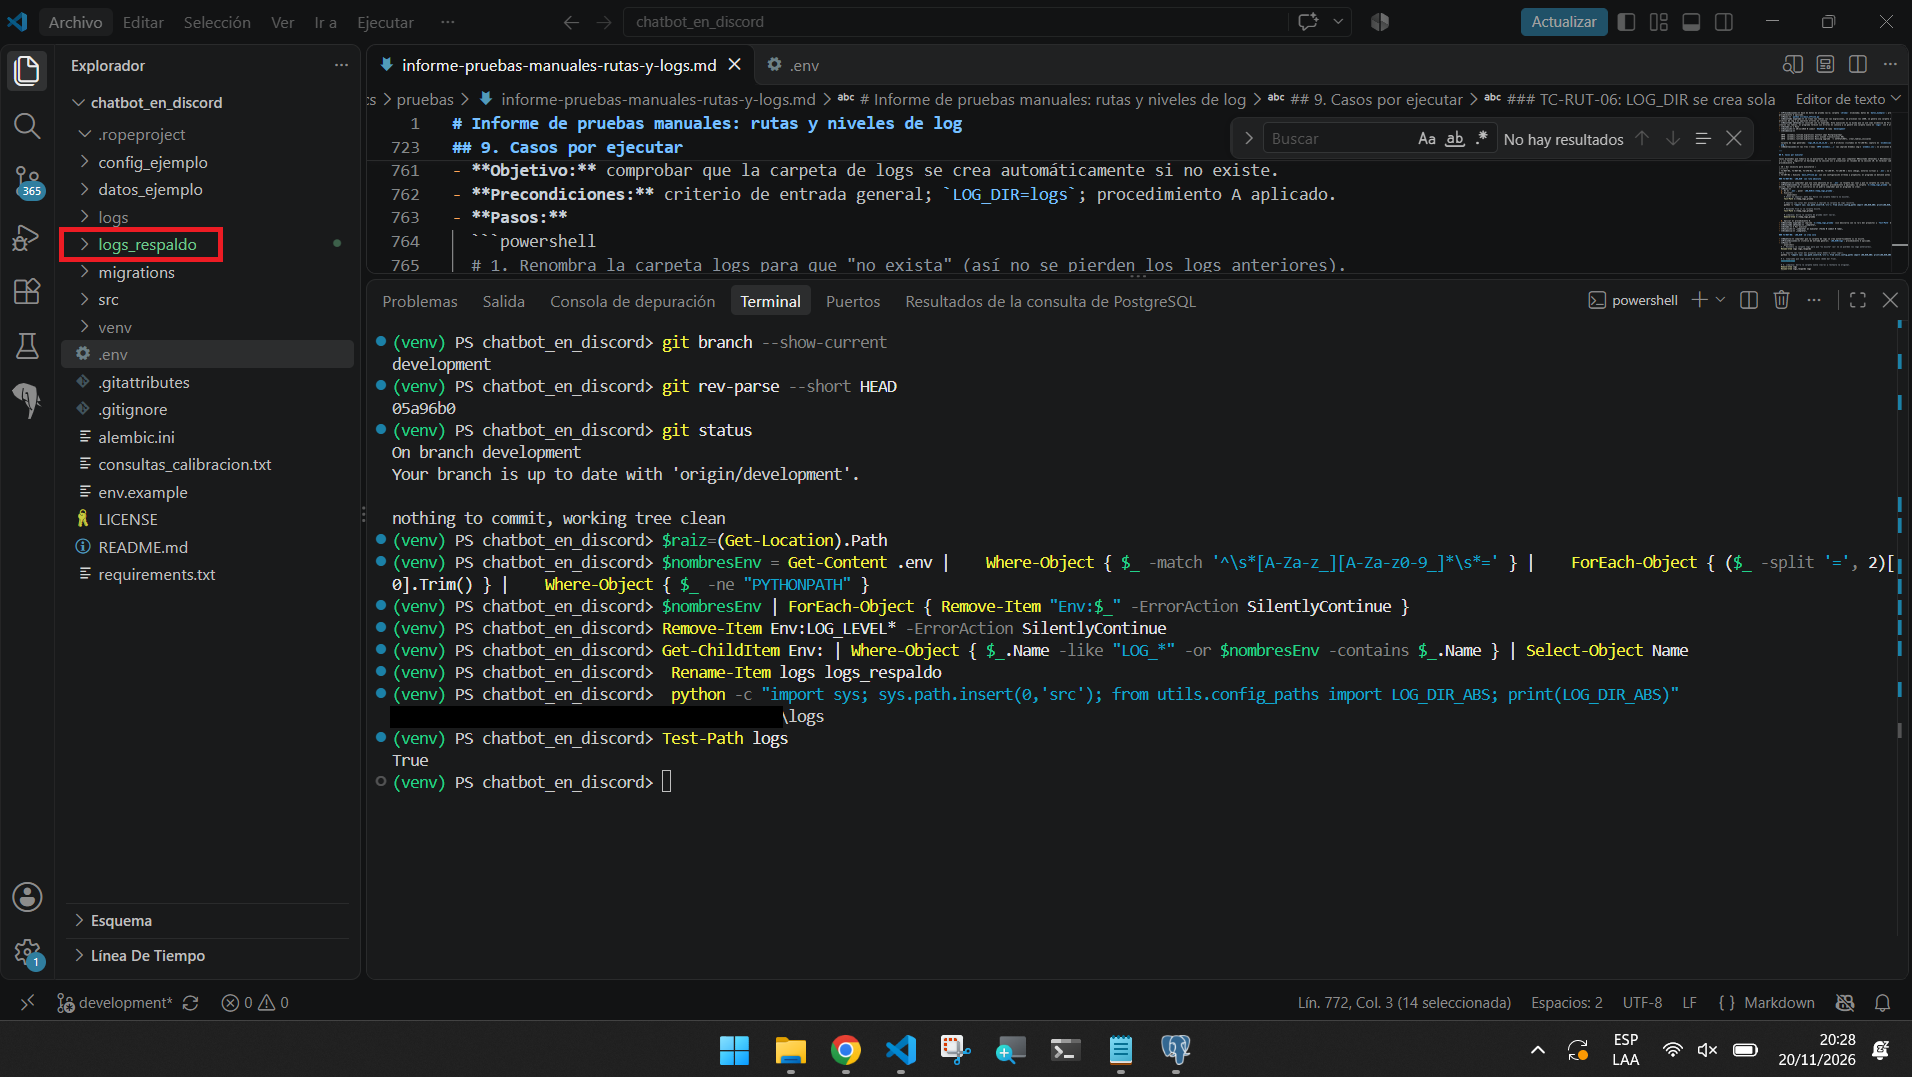 Archivo Editar Selección Ver Ir a Ejecutar ··· chatbot_en_discord Actualizar
Explorador ···
chatbot_en_discord
.ropeproject
config_ejemplo
datos_ejemplo
logs
logs_respaldo
migrations
src
venv
.env
.gitattributes
.gitignore
alembic.ini
consultas_calibracion.txt
env.example
LICENSE
README.md
requirements.txt
Esquema
Línea De Tiempo
365
1
informe-pruebas-manuales-rutas-y-logs.md .env
cs > pruebas > informe-pruebas-manuales-rutas-y-logs.md > abc # Informe de pruebas manuales: rutas y niveles de log > abc ## 9. Casos por ejecutar > abc ### TC-RUT-06: LOG_DIR se crea sola Editor de texto
1 # Informe de pruebas manuales: rutas y niveles de log
723 ## 9. Casos por ejecutar
761 - **Objetivo:** comprobar que la carpeta de logs se crea automáticamente si no existe.
762 - **Precondiciones:** criterio de entrada general; `LOG_DIR=logs`; procedimiento A aplicado.
763 - **Pasos:**
764 ```powershell
765 # 1. Renombra la carpeta logs para que "no exista" (así no se pierden los logs anteriores).
Buscar Aa ab .* No hay resultados
Problemas Salida Consola de depuración Terminal Puertos Resultados de la consulta de PostgreSQL powershell
(venv) PS chatbot_en_discord> git branch --show-current
development
(venv) PS chatbot_en_discord> git rev-parse --short HEAD
05a96b0
(venv) PS chatbot_en_discord> git status
On branch development
Your branch is up to date with 'origin/development'.
nothing to commit, working tree clean
(venv) PS chatbot_en_discord> $raiz=(Get-Location).Path
(venv) PS chatbot_en_discord> $nombresEnv = Get-Content .env |    Where-Object { $_ -match '^\s*[A-Za-z_][A-Za-z0-9_]*\s*=' } |    ForEach-Object { ($_ -split '=', 2)[
0].Trim() } |    Where-Object { $_ -ne "PYTHONPATH" }
(venv) PS chatbot_en_discord> $nombresEnv | ForEach-Object { Remove-Item "Env:$_" -ErrorAction SilentlyContinue }
(venv) PS chatbot_en_discord> Remove-Item Env:LOG_LEVEL* -ErrorAction SilentlyContinue
(venv) PS chatbot_en_discord> Get-ChildItem Env: | Where-Object { $_.Name -like "LOG_*" -or $nombresEnv -contains $_.Name } | Select-Object Name
(venv) PS chatbot_en_discord>  Rename-Item logs logs_respaldo
(venv) PS chatbot_en_discord>  python -c "import sys; sys.path.insert(0,'src'); from utils.config_paths import LOG_DIR_ABS; print(LOG_DIR_ABS)"
\logs
(venv) PS chatbot_en_discord> Test-Path logs
True
(venv) PS chatbot_en_discord>
development* 0 0 Lín. 772, Col. 3 (14 seleccionada) Espacios: 2 UTF-8 LF { } Markdown
ESP
LAA
20:28
20/11/2026